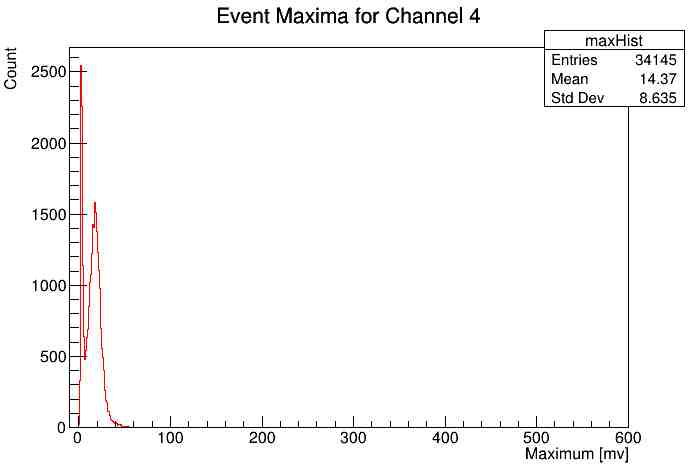 Event Maxima for Channel 4
maxHist
Entries 34145
Mean 14.37
Std Dev 8.635
Count
2500
2000
1500
1000
500
0
0 100 200 300 400 500 600
Maximum [mv]